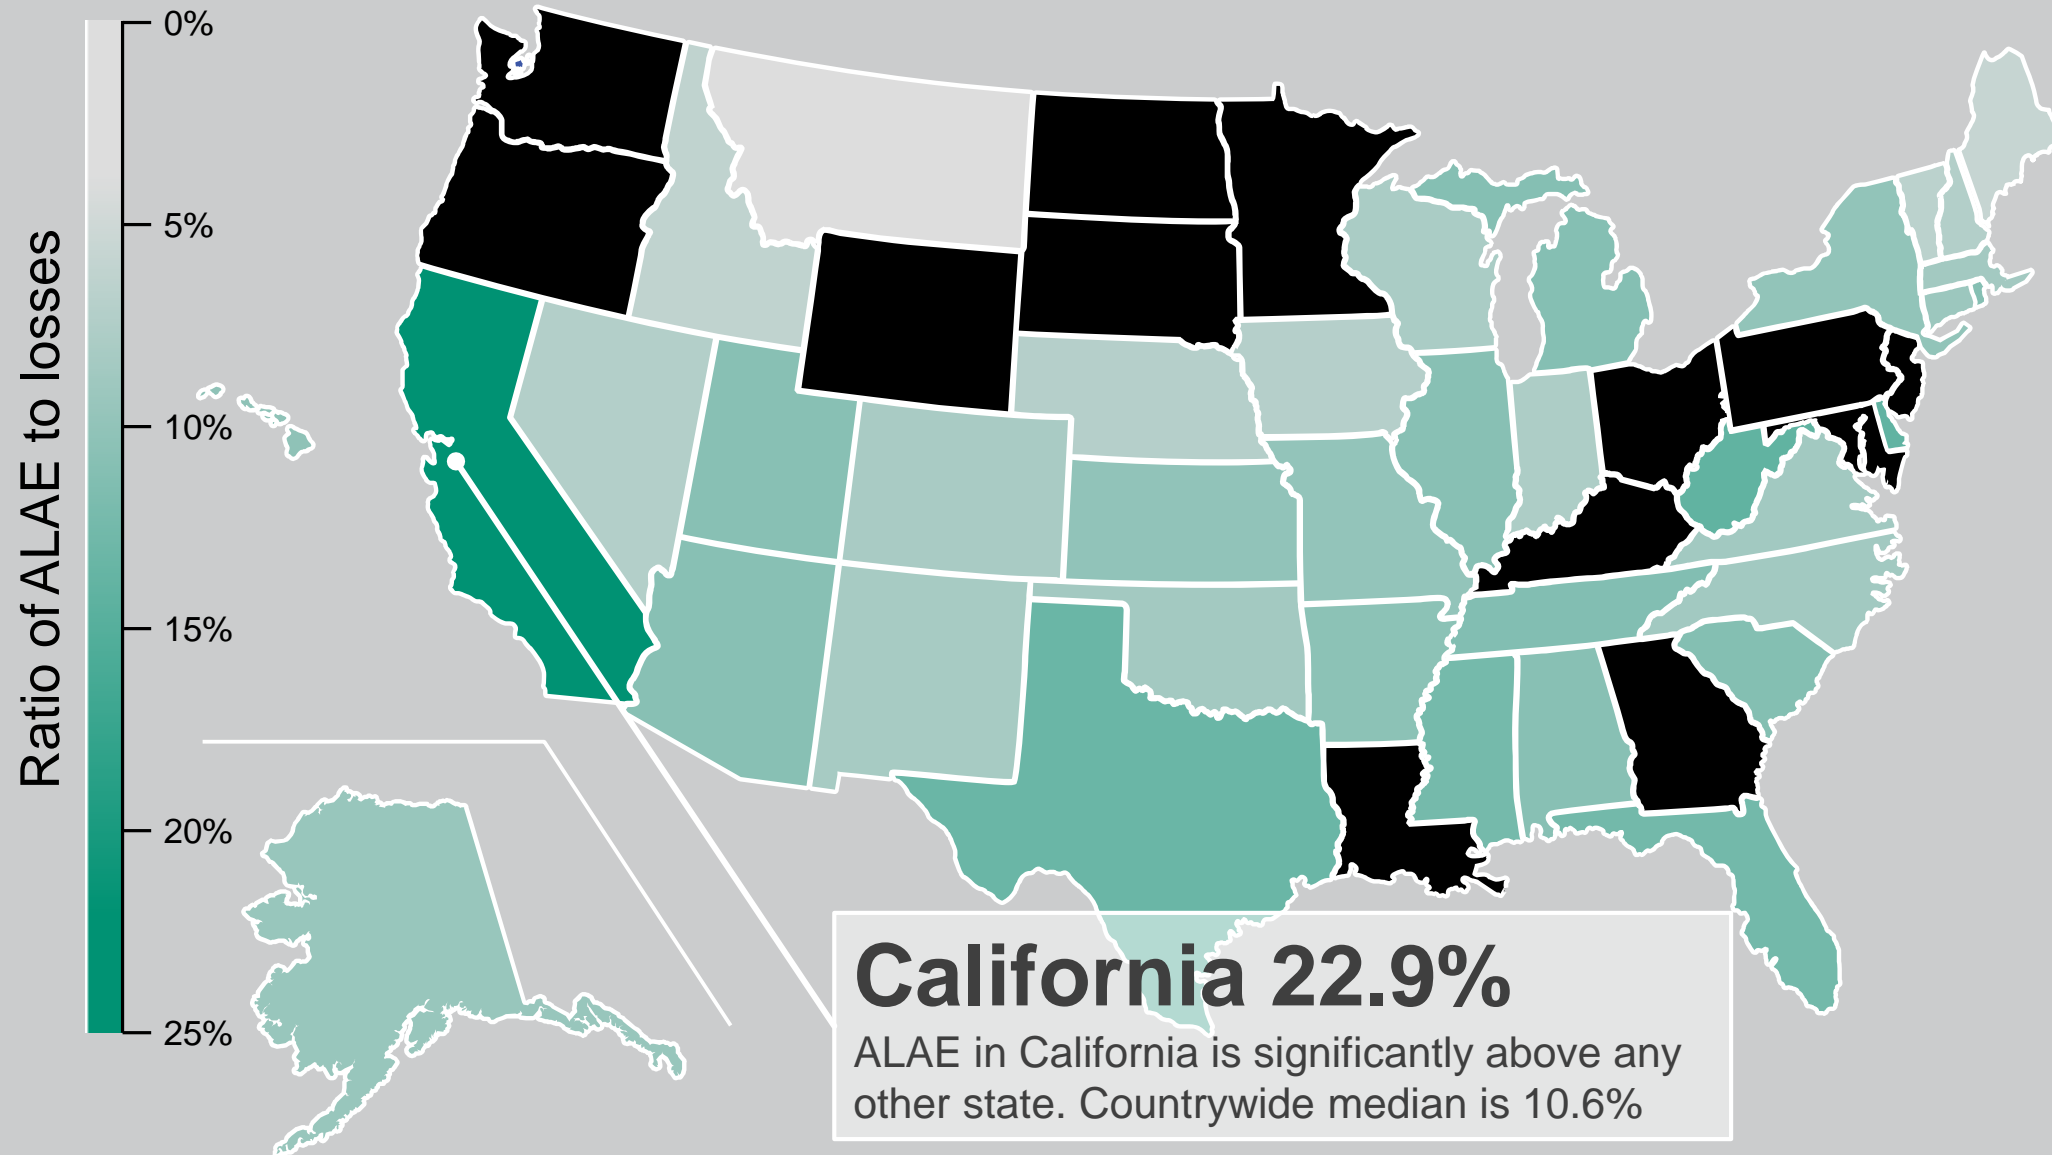 Ratio of ALAE to losses
0%
5%
10%
15%
20%
25%
California 22.9%
ALAE in California is significantly above any
other state. Countrywide median is 10.6%